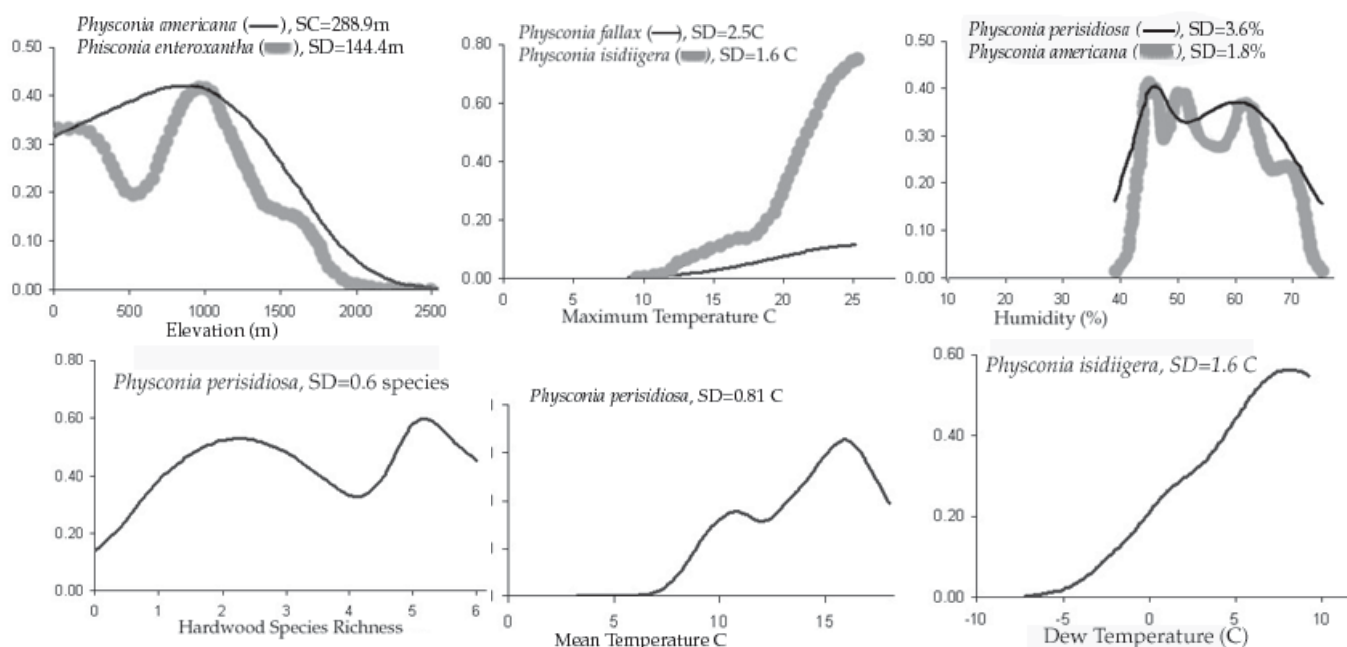 Physconia americana (—), SC=288.9m
Phisconia enteroxantha (), SD=144.4m
0.50
0.40
0.30
0.20
0.10
0.00
0 500 1000 1500 2000 2500
Elevation (m)
Physconia fallax (—), SD=2.5C
Physconia isidiigera (), SD=1.6 C
0.80
0.60
0.40
0.20
0.00
0 5 10 15 20 25
Maximum Temperature C
Physconia perisidiosa (—), SD=3.6%
Physconia americana (), SD=1.8%
0.50
0.40
0.30
0.20
0.10
0.00
10 20 30 40 50 60 70
Humidity (%)
Physconia perisidiosa, SD=0.6 species
0.80
0.60
0.40
0.20
0.00
0 1 2 3 4 5 6
Hardwood Species Richness
Physconia perisidiosa, SD=0.81 C
0 5 10 15
Mean Temperature C
Physconia isidiigera, SD=1.6 C
0.60
0.40
0.20
0.00
-10 -5 0 5 10
Dew Temperature (C)